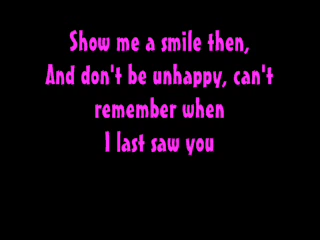 Show me a smile then,
And don't be unhappy, can't
remember when
I last saw you